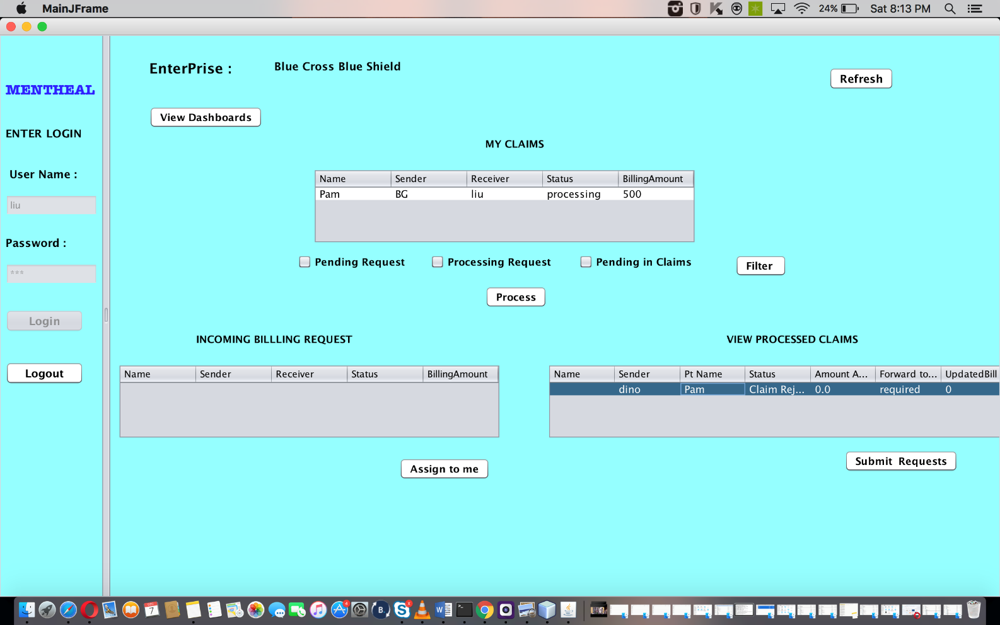 MainJFrame
24%
Sat 8:13 PM
MENTHEAL
ENTER LOGIN
User Name :
liu
Password :
***
Login
Logout
EnterPrise :
Blue Cross Blue Shield
Refresh
View Dashboards
MY CLAIMS
Name Sender Receiver Status BillingAmount
Pam BG liu processing 500
Pending Request Processing Request Pending in Claims
Filter
Process
INCOMING BILLLING REQUEST
Name Sender Receiver Status BillingAmount
Assign to me
VIEW PROCESSED CLAIMS
Name Sender Pt Name Status Amount A... Forward to... UpdatedBill
dino Pam Claim Rej... 0.0 required 0
Submit Requests
DEC
7
4
B.
x